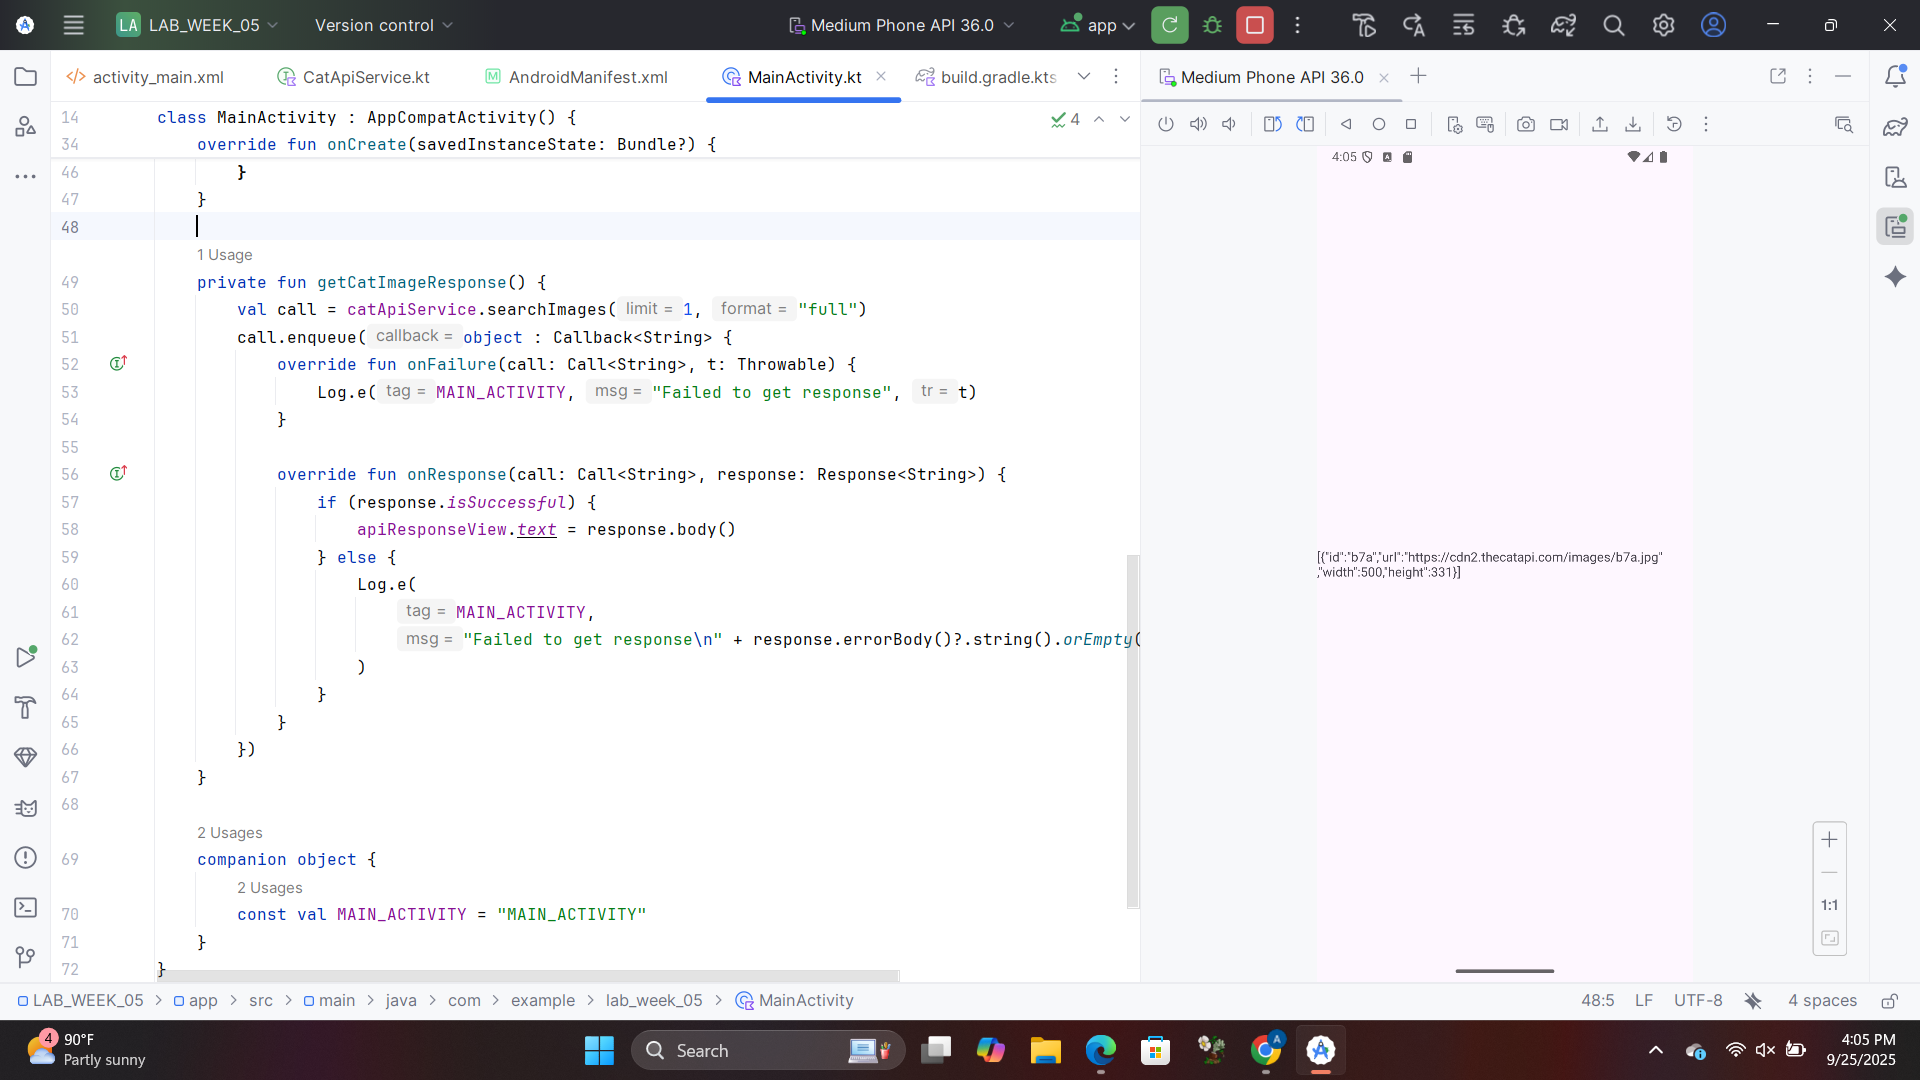 LA LAB_WEEK_05 Version control Medium Phone API 36.0 app
activity_main.xml CatApiService.kt AndroidManifest.xml MainActivity.kt build.gradle.kts Medium Phone API 36.0
14 class MainActivity : AppCompatActivity() { 4
34 override fun onCreate(savedInstanceState: Bundle?) {
46 }
47 }
48
1 Usage
49 private fun getCatImageResponse() {
50 val call = catApiService.searchImages( limit = 1, format = "full")
51 call.enqueue( callback = object : Callback<String> {
52 override fun onFailure(call: Call<String>, t: Throwable) {
53 Log.e( tag = MAIN_ACTIVITY, msg = "Failed to get response", tr = t)
54 }
55
56 override fun onResponse(call: Call<String>, response: Response<String>) {
57 if (response.isSuccessful) {
58 apiResponseView.text = response.body()
59 } else {
60 Log.e(
61 tag = MAIN_ACTIVITY,
62 msg = "Failed to get response\n" + response.errorBody()?.string().orEmpty(
63 )
64 }
65 }
66 })
67 }
68
2 Usages
69 companion object {
2 Usages
70 const val MAIN_ACTIVITY = "MAIN_ACTIVITY"
71 }
72 }
4:05
[{"id":"b7a","url":"https://cdn2.thecatapi.com/images/b7a.jpg"
,"width":500,"height":331}]
1:1
LAB_WEEK_05 > app > src > main > java > com > example > lab_week_05 > MainActivity 48:5 LF UTF-8 4 spaces
4 90°F
Partly sunny
Search
A
4:05 PM
9/25/2025